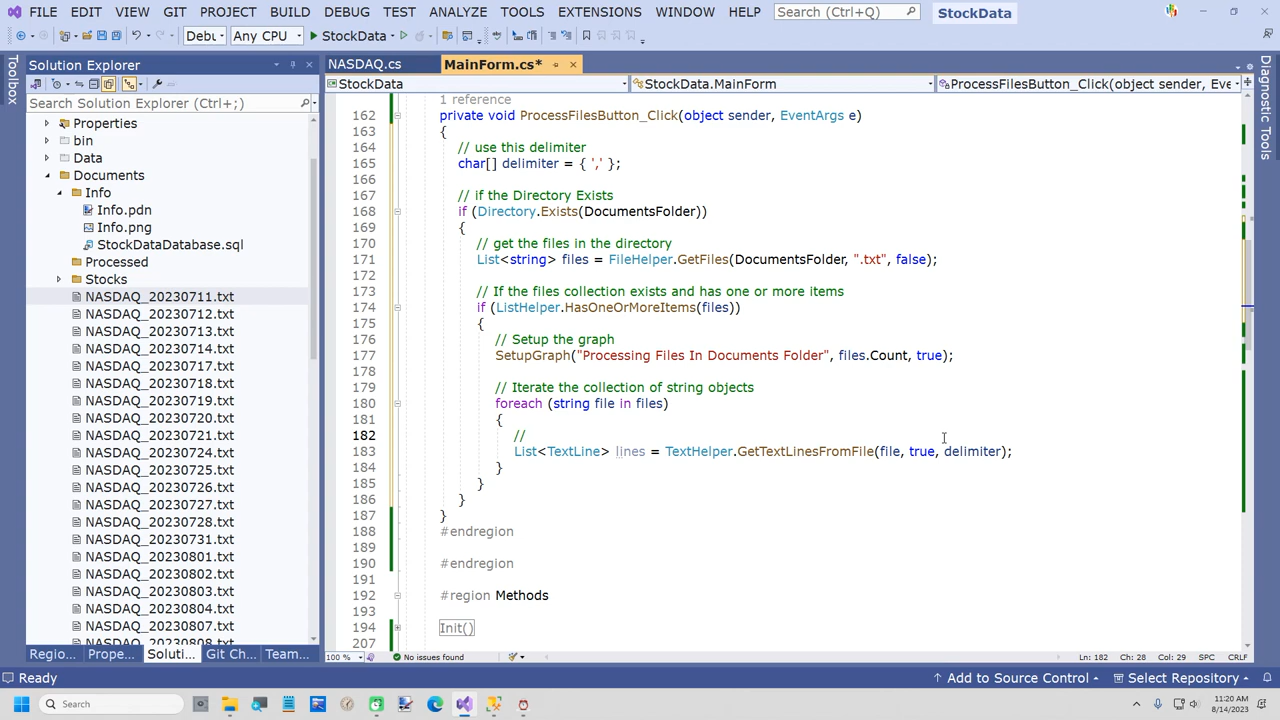 FILE EDIT VIEW GIT PROJECT BUILD DEBUG TEST ANALYZE TOOLS EXTENSIONS WINDOW HELP Search (Ctrl+Q) StockData
Debu Any CPU StockData
Toolbox
Solution Explorer
Search Solution Explorer (Ctrl+;)
Properties
bin
Data
Documents
Info
Info.pdn
Info.png
StockDataDatabase.sql
Processed
Stocks
NASDAQ_20230711.txt
NASDAQ_20230712.txt
NASDAQ_20230713.txt
NASDAQ_20230714.txt
NASDAQ_20230717.txt
NASDAQ_20230718.txt
NASDAQ_20230719.txt
NASDAQ_20230720.txt
NASDAQ_20230721.txt
NASDAQ_20230724.txt
NASDAQ_20230725.txt
NASDAQ_20230726.txt
NASDAQ_20230727.txt
NASDAQ_20230728.txt
NASDAQ_20230731.txt
NASDAQ_20230801.txt
NASDAQ_20230802.txt
NASDAQ_20230803.txt
NASDAQ_20230804.txt
NASDAQ_20230807.txt
NASDAQ_20230808.txt
Regio... Prope... Soluti... Git Ch... Team...
NASDAQ.cs MainForm.cs*
StockData StockData.MainForm ProcessFilesButton_Click(object sender, Eve
1 reference
162 private void ProcessFilesButton_Click(object sender, EventArgs e)
163 {
164 // use this delimiter
165 char[] delimiter = { ',' };
166
167 // if the Directory Exists
168 if (Directory.Exists(DocumentsFolder))
169 {
170 // get the files in the directory
171 List<string> files = FileHelper.GetFiles(DocumentsFolder, ".txt", false);
172
173 // If the files collection exists and has one or more items
174 if (ListHelper.HasOneOrMoreItems(files))
175 {
176 // Setup the graph
177 SetupGraph("Processing Files In Documents Folder", files.Count, true);
178
179 // Iterate the collection of string objects
180 foreach (string file in files)
181 {
182 //
183 List<TextLine> lines = TextHelper.GetTextLinesFromFile(file, true, delimiter);
184 }
185 }
186 }
187 }
188 #endregion
189
190 #endregion
191
192 #region Methods
193
194 Init()
207
100 % No issues found Ln: 182 Ch: 28 Col: 29 SPC CRLF
Diagnostic Tools
Ready Add to Source Control Select Repository
Search 11:20 AM
8/14/2023